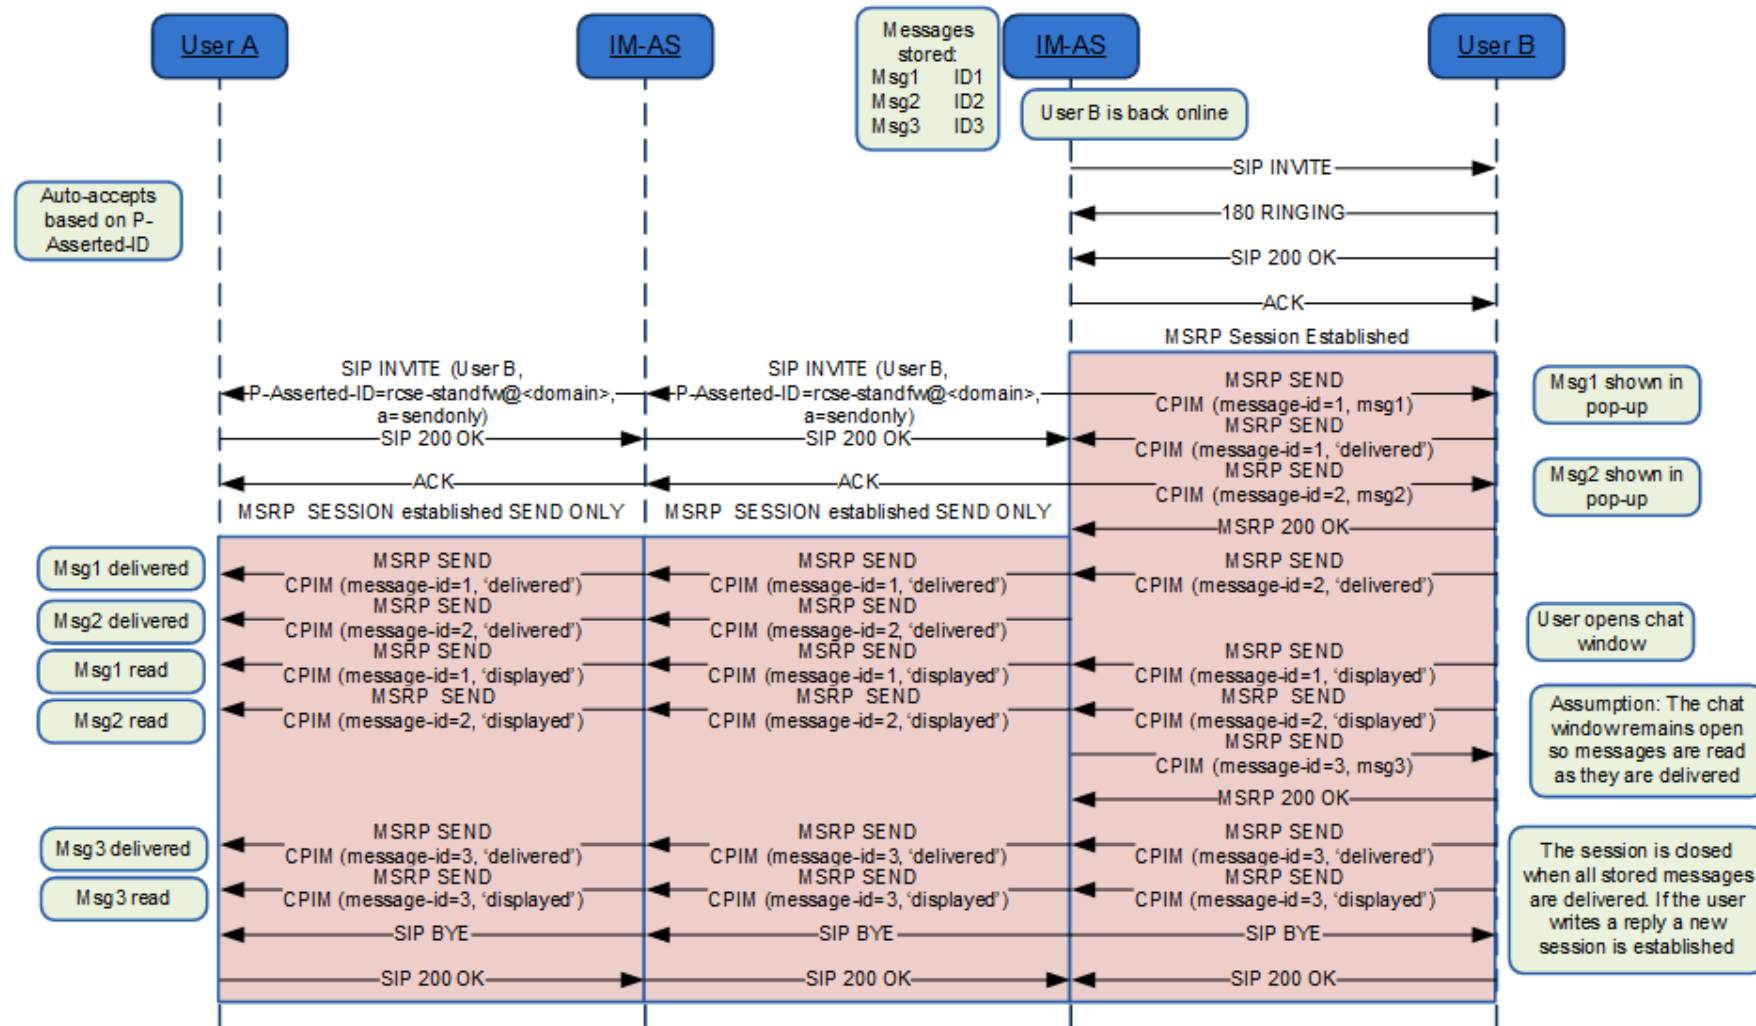 User A
IM-AS
Messages
stored:
Msg1 ID1
Msg2 ID2
Msg3 ID3
IM-AS
User B
User B is back online
SIP INVITE
Auto-accepts
based on P-
Asserted-ID
180 RINGING
SIP 200 OK
ACK
MSRP Session Established
SIP INVITE (User B,
P-Asserted-ID=rcse-standfw@<domain>,
a=sendonly)
SIP INVITE (User B,
P-Asserted-ID=rcse-standfw@<domain>,
a=sendonly)
MSRP SEND
CPIM (message-id=1, msg1)
Msg1 shown in
pop-up
SIP 200 OK
SIP 200 OK
MSRP SEND
CPIM (message-id=1, ‘delivered’)
ACK
ACK
MSRP SEND
CPIM (message-id=2, msg2)
Msg2 shown in
pop-up
MSRP SESSION established SEND ONLY
MSRP SESSION established SEND ONLY
MSRP 200 OK
Msg1 delivered
MSRP SEND
CPIM (message-id=1, ‘delivered’)
MSRP SEND
CPIM (message-id=1, ‘delivered’)
MSRP SEND
CPIM (message-id=2, ‘delivered’)
Msg2 delivered
MSRP SEND
CPIM (message-id=2, ‘delivered’)
MSRP SEND
CPIM (message-id=2, ‘delivered’)
User opens chat
window
Msg1 read
MSRP SEND
CPIM (message-id=1, ‘displayed’)
MSRP SEND
CPIM (message-id=1, ‘displayed’)
MSRP SEND
CPIM (message-id=1, ‘displayed’)
Msg2 read
MSRP SEND
CPIM (message-id=2, ‘displayed’)
MSRP SEND
CPIM (message-id=2, ‘displayed’)
MSRP SEND
CPIM (message-id=2, ‘displayed’)
Assumption: The chat
window remains open
so messages are read
as they are delivered
MSRP SEND
CPIM (message-id=3, msg3)
MSRP 200 OK
Msg3 delivered
MSRP SEND
CPIM (message-id=3, ‘delivered’)
MSRP SEND
CPIM (message-id=3, ‘delivered’)
MSRP SEND
CPIM (message-id=3, ‘delivered’)
Msg3 read
MSRP SEND
CPIM (message-id=3, ‘displayed’)
MSRP SEND
CPIM (message-id=3, ‘displayed’)
MSRP SEND
CPIM (message-id=3, ‘displayed’)
The session is closed
when all stored messages
are delivered. If the user
writes a reply a new
session is established
SIP BYE
SIP BYE
SIP BYE
SIP 200 OK
SIP 200 OK
SIP 200 OK